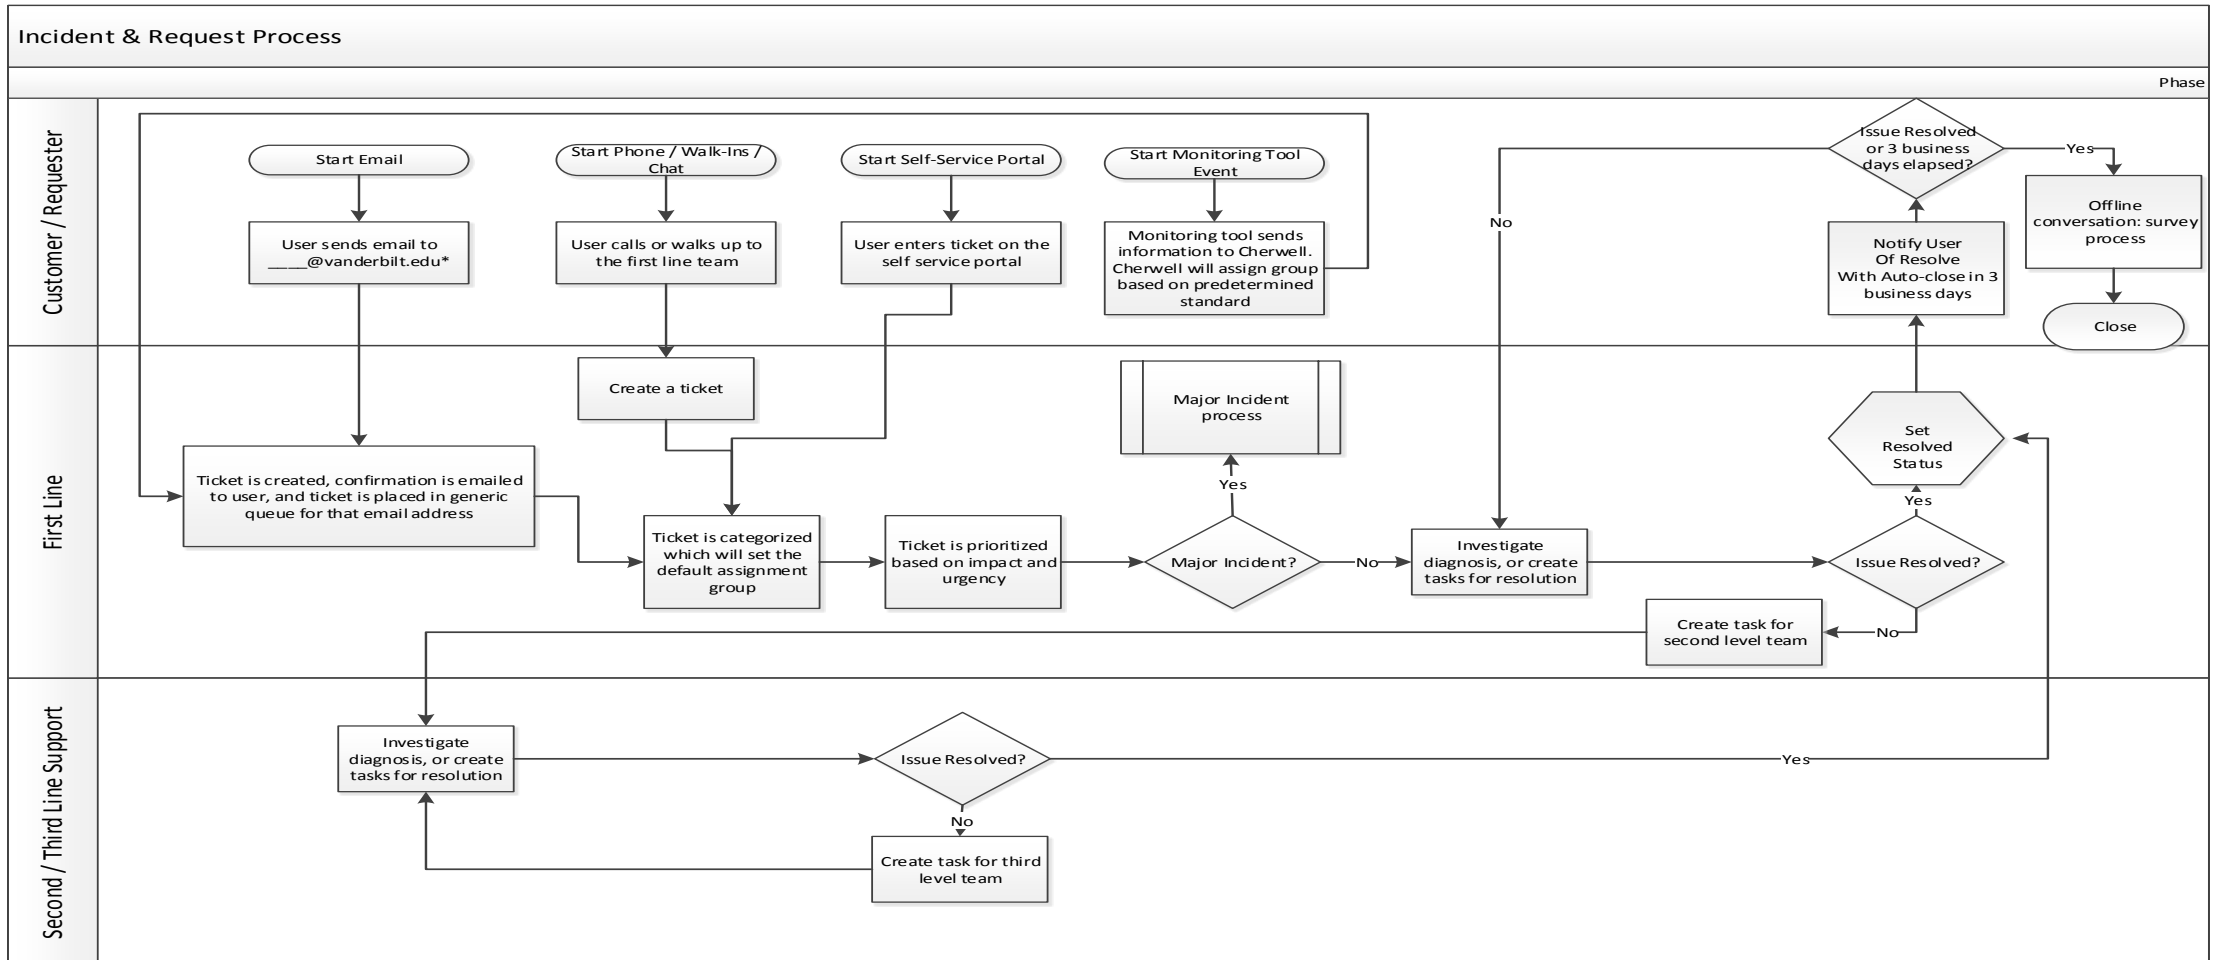 Incident & Request Process
Phase
Customer / Requester
Start Email
Start Phone / Walk-Ins /
Chat
Start Self-Service Portal
Start Monitoring Tool
Event
Issue Resolved
or 3 business
days elapsed?
Yes
User sends email to
____@vanderbilt.edu*
User calls or walks up to
the first line team
User enters ticket on the
self service portal
Monitoring tool sends
information to Cherwell.
Cherwell will assign group
based on predetermined
standard
No
Notify User
Of Resolve
With Auto-close in 3
business days
Offline
conversation: survey
process
Close
First Line
Create a ticket
Major Incident
process
Set
Resolved
Status
Ticket is created, confirmation is emailed
to user, and ticket is placed in generic
queue for that email address
Yes
Yes
Ticket is categorized
which will set the
default assignment
group
Ticket is prioritized
based on impact and
urgency
Major Incident?
No
Investigate
diagnosis, or create
tasks for resolution
Issue Resolved?
Create task for
second level team
No
Second / Third Line Support
Investigate
diagnosis, or create
tasks for resolution
Issue Resolved?
Yes
No
Create task for third
level team